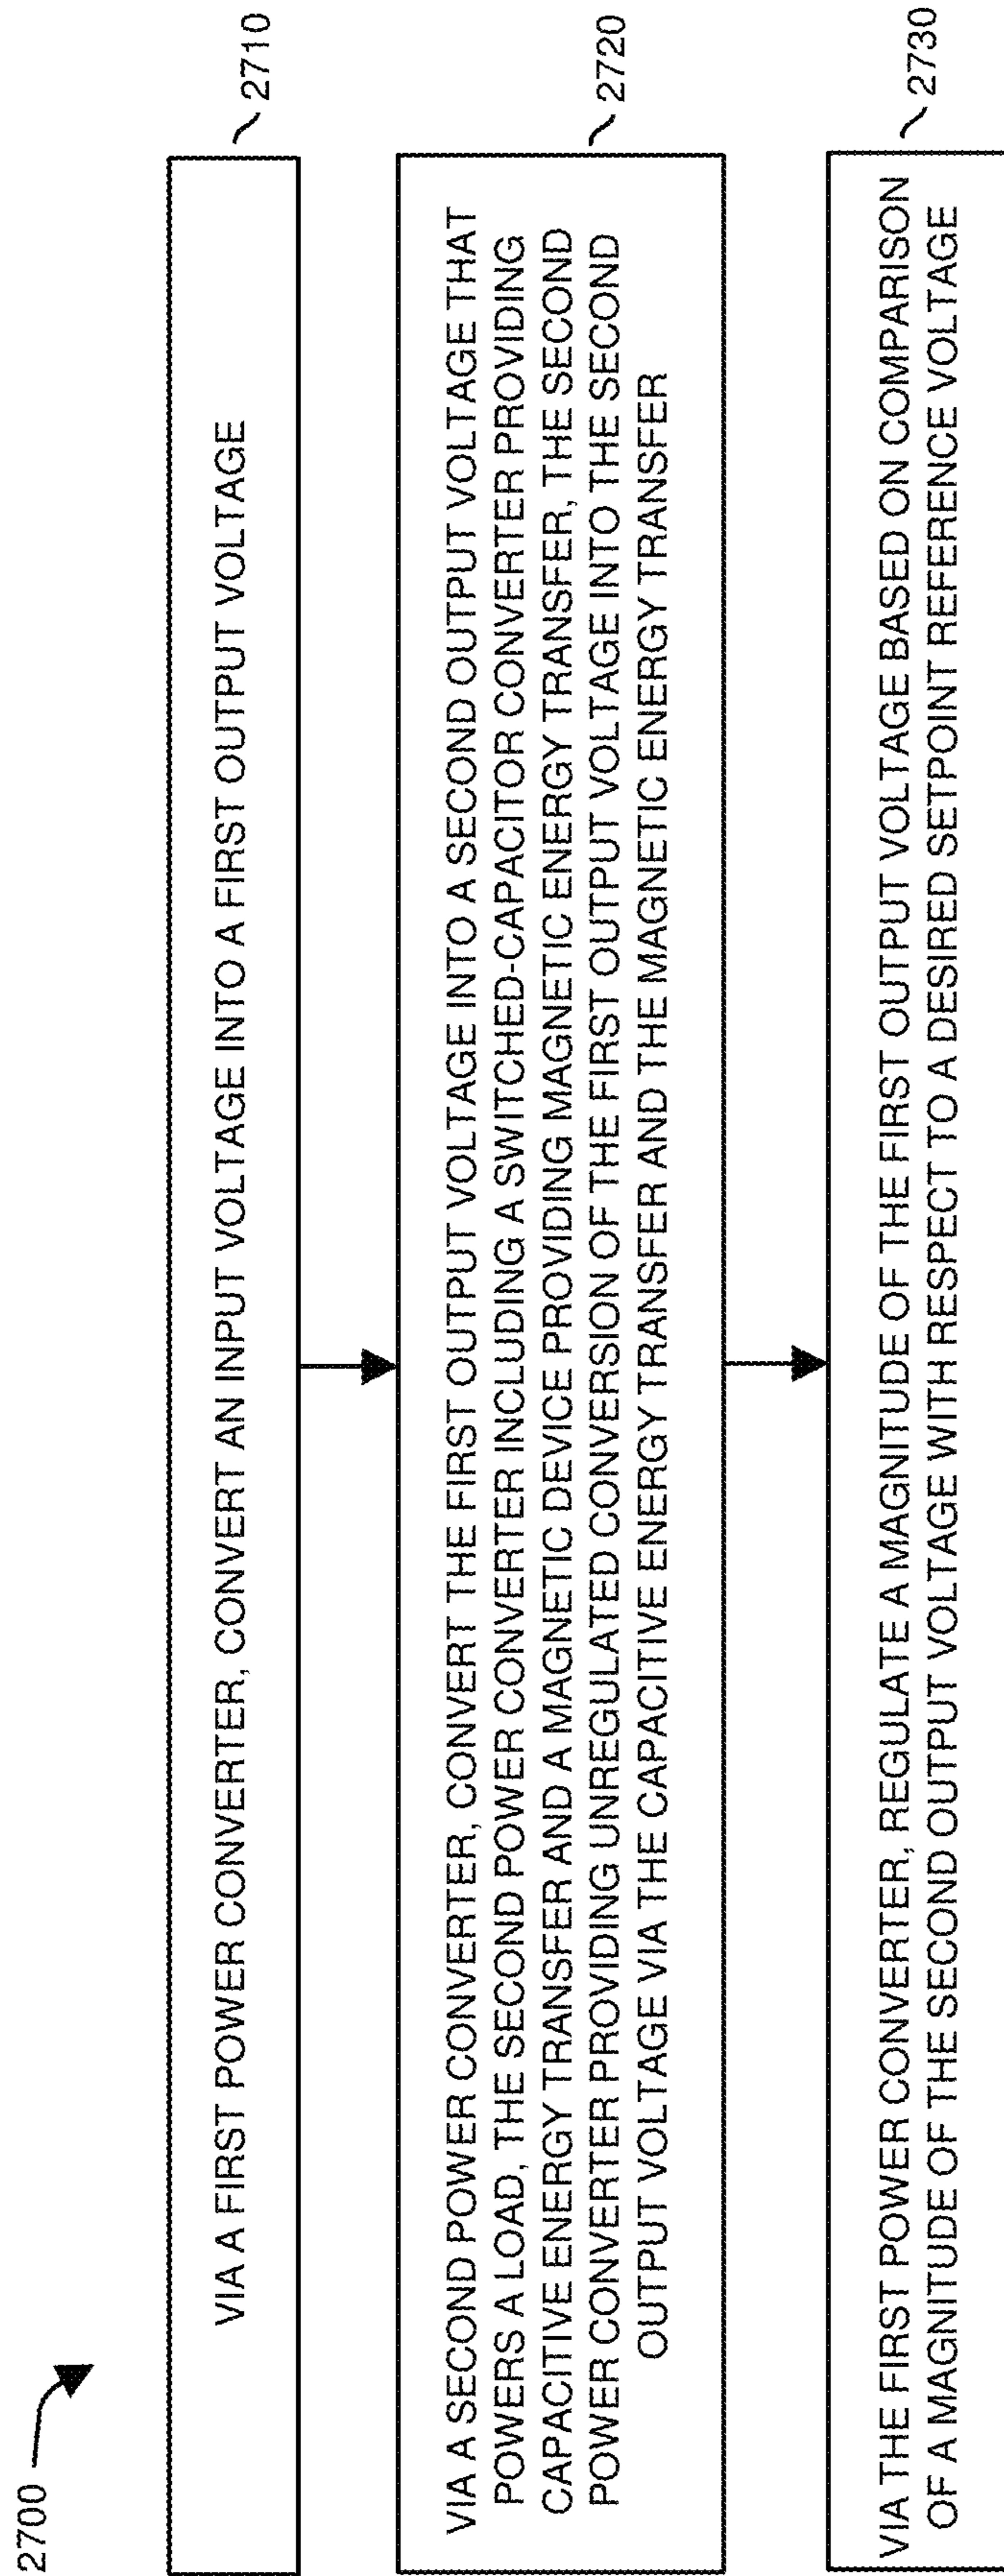 2700
VIA A FIRST POWER CONVERTER, CONVERT AN INPUT VOLTAGE INTO A FIRST OUTPUT VOLTAGE
2710
VIA A SECOND POWER CONVERTER, CONVERT THE FIRST OUTPUT VOLTAGE INTO A SECOND OUTPUT VOLTAGE THAT
POWERS A LOAD, THE SECOND POWER CONVERTER INCLUDING A SWITCHED-CAPACITOR CONVERTER PROVIDING
CAPACITIVE ENERGY TRANSFER AND A MAGNETIC DEVICE PROVIDING MAGNETIC ENERGY TRANSFER, THE SECOND
POWER CONVERTER PROVIDING UNREGULATED CONVERSION OF THE FIRST OUTPUT VOLTAGE INTO THE SECOND
OUTPUT VOLTAGE VIA THE CAPACITIVE ENERGY TRANSFER AND THE MAGNETIC ENERGY TRANSFER
2720
VIA THE FIRST POWER CONVERTER, REGULATE A MAGNITUDE OF THE FIRST OUTPUT VOLTAGE BASED ON COMPARISON
OF A MAGNITUDE OF THE SECOND OUTPUT VOLTAGE WITH RESPECT TO A DESIRED SETPOINT REFERENCE VOLTAGE
2730